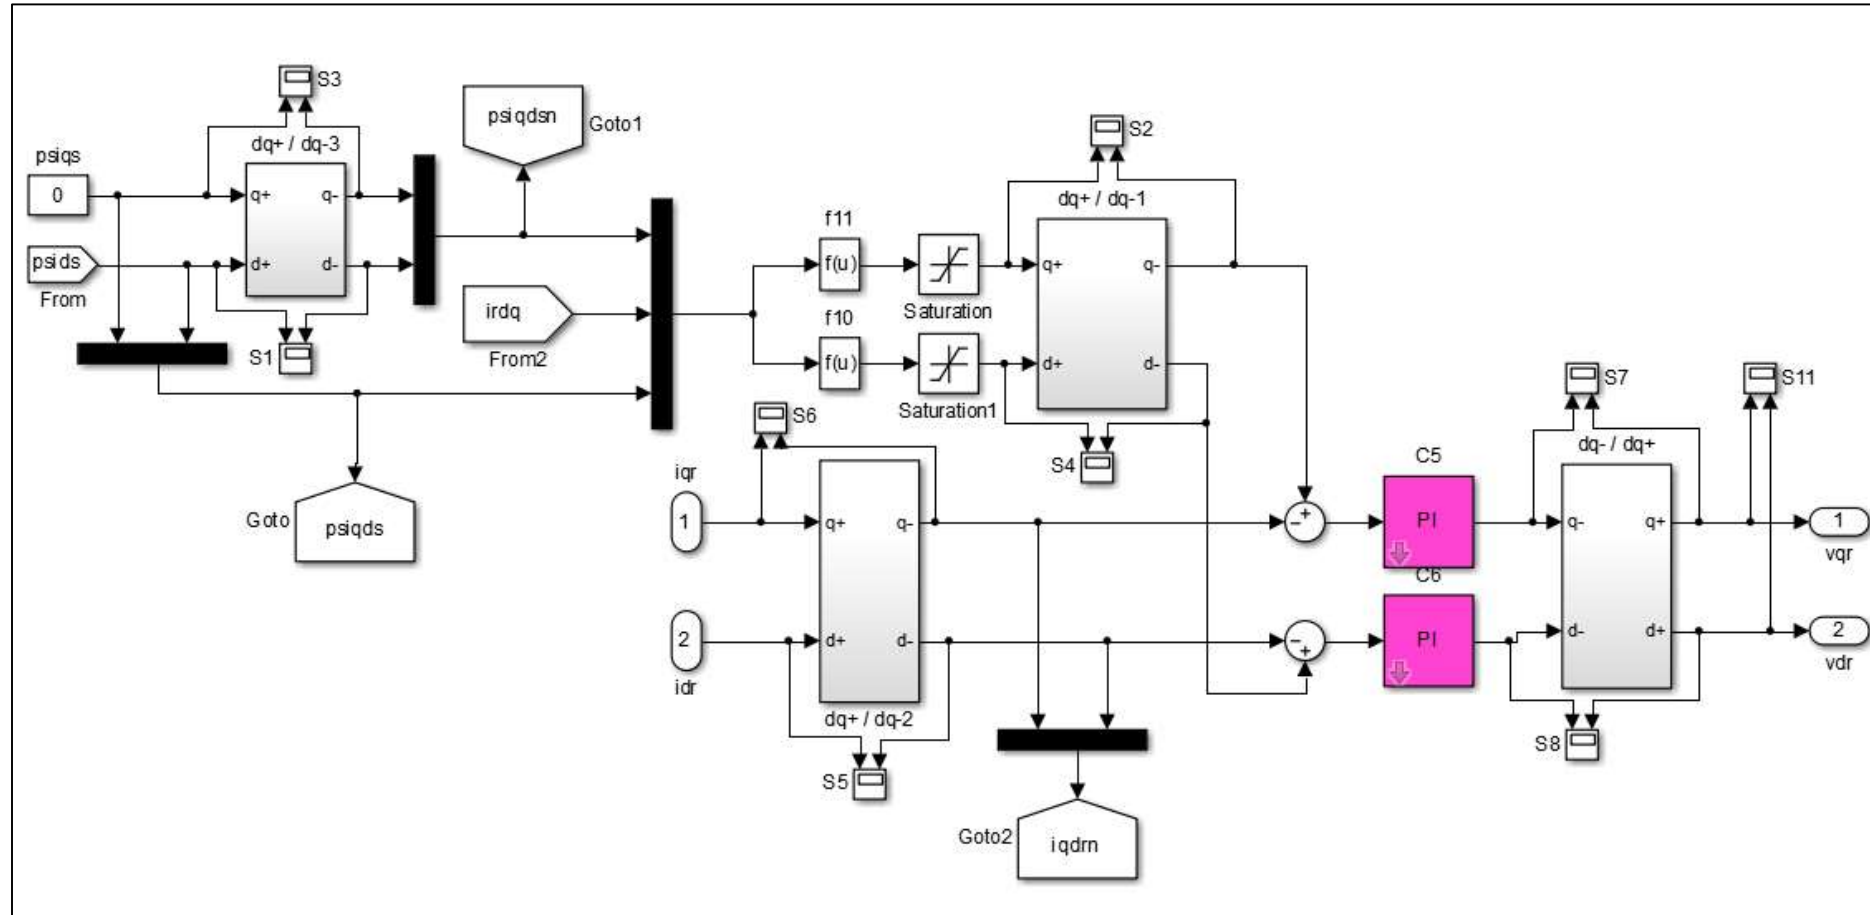 S3
dq+ / dq-3
psiqs
0
q+
q-
psids
d+
d-
From
S1
psiqdsn
Goto1
irdq
From2
Goto
psiqds
f11
f(u)
Saturation
f10
f(u)
Saturation1
S2
dq+ / dq-1
q+
q-
d+
d-
S4
S6
iqr
1
q+
q-
2
idr
d+
d-
dq+ / dq-2
S5
Goto2
iqdrn
-
+
-
+
C5
PI
C6
PI
S7
dq- / dq+
q-
q+
d-
d+
S8
S11
1
vqr
2
vdr